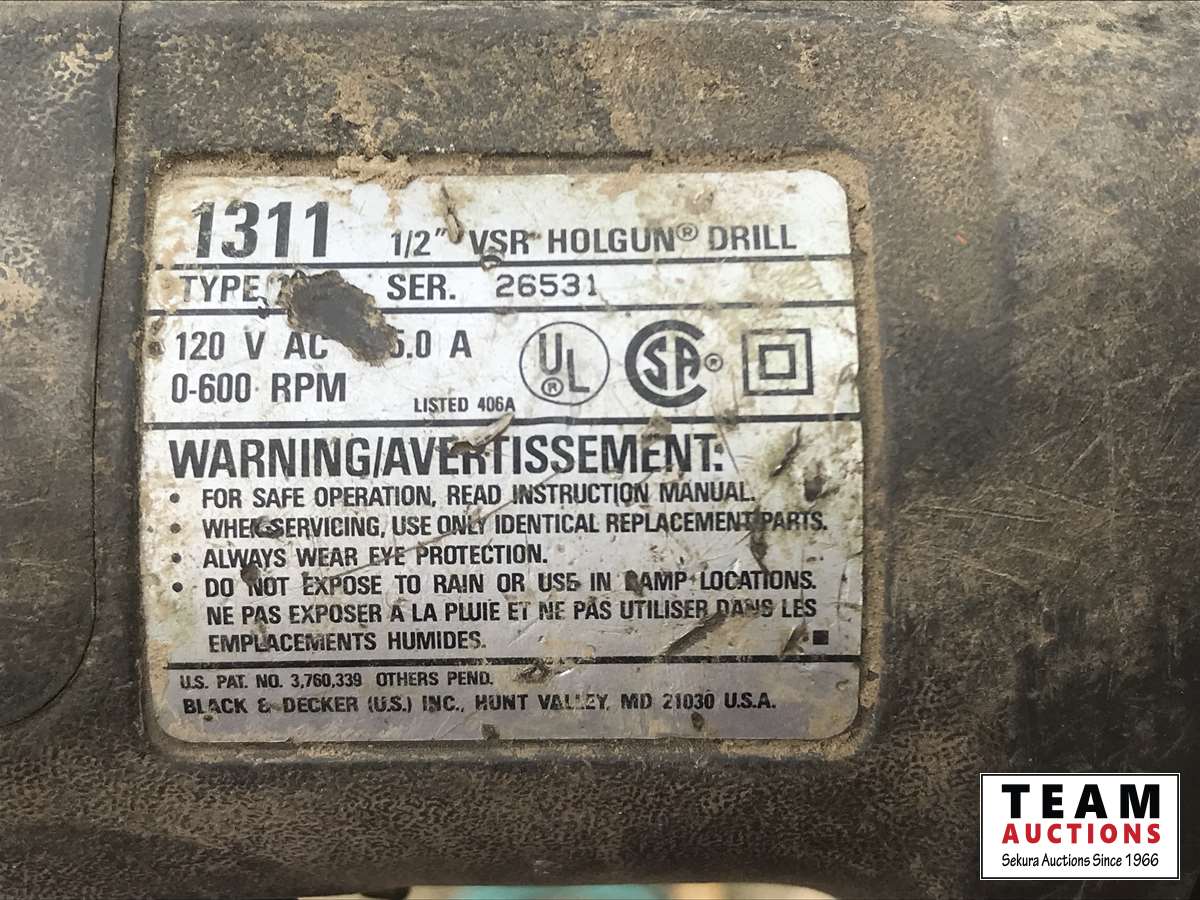 1311 1/2" VSR HOLGUN® DRILL
TYPE SER. 26531
120 V AC 5.0 A
0-600 RPM
LISTED 406A
UL ®
CSA ®
WARNING/AVERTISSEMENT:
• FOR SAFE OPERATION, READ INSTRUCTION MANUAL.
• WHEN SERVICING, USE ONLY IDENTICAL REPLACEMENT PARTS.
• ALWAYS WEAR EYE PROTECTION.
• DO NOT EXPOSE TO RAIN OR USE IN DAMP LOCATIONS.
NE PAS EXPOSER A LA PLUIE ET NE PAS UTILISER DANS LES
EMPLACEMENTS HUMIDES.
U.S. PAT. NO. 3,760,339 OTHERS PEND.
BLACK & DECKER (U.S.) INC., HUNT VALLEY, MD 21030 U.S.A.
TEAM
AUCTIONS
Sekura Auctions Since 1966